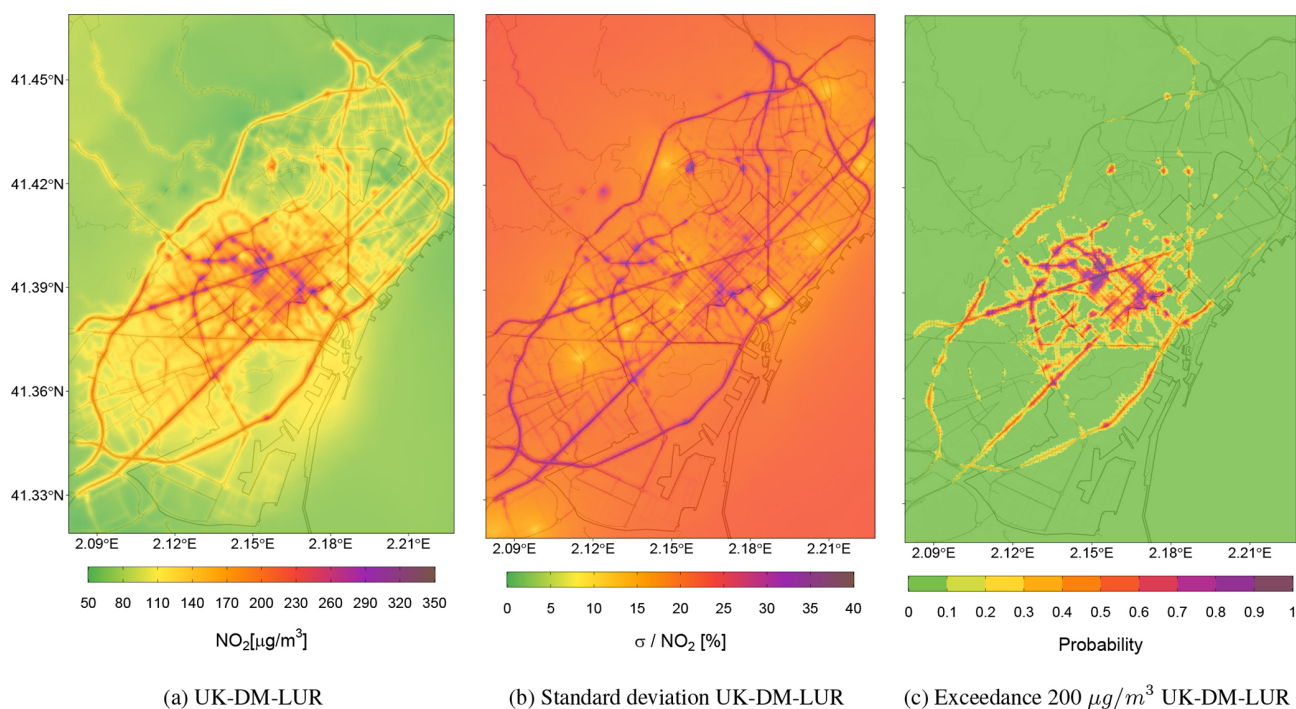 41.45°N
41.42°N
41.39°N
41.36°N
41.33°N
2.09°E 2.12°E 2.15°E 2.18°E 2.21°E
2.09°E 2.12°E 2.15°E 2.18°E 2.21°E
2.09°E 2.12°E 2.15°E 2.18°E 2.21°E
50 80 110 140 170 200 230 260 290 320 350
0 5 10 15 20 25 30 35 40
0 0.1 0.2 0.3 0.4 0.5 0.6 0.7 0.8 0.9 1
NO₂[μg/m³]
σ / NO₂ [%]
Probability
(a) UK-DM-LUR
(b) Standard deviation UK-DM-LUR
(c) Exceedance 200 μg/m³ UK-DM-LUR